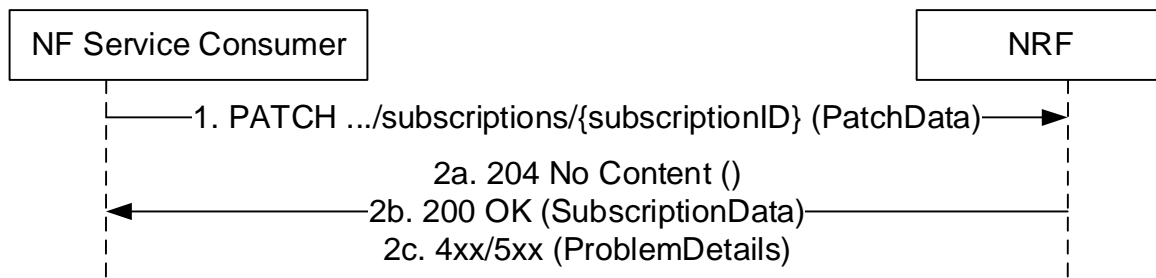 NF Service Consumer
NRF
1. PATCH .../subscriptions/{subscriptionID} (PatchData)
2a. 204 No Content ()
2b. 200 OK (SubscriptionData)
2c. 4xx/5xx (ProblemDetails)